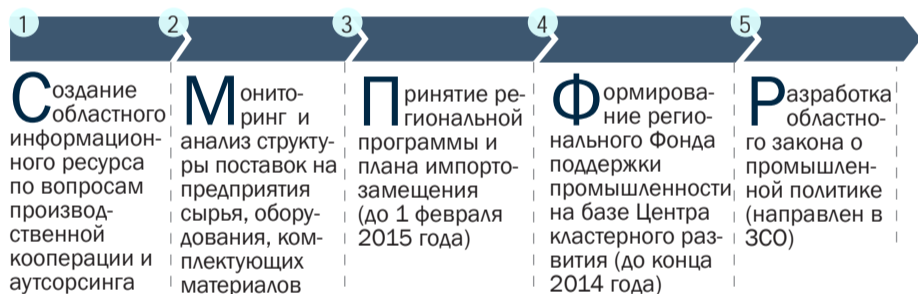 1
Создание
областного
информацион-
ного ресурса
по вопросам
производ-
ственной
кооперации и
аутсорсинга
2
Монито-
ринг и
анализ структу-
ры поставок на
предприятия
сырья, обору-
дования, ком-
плектующих
материалов
3
Принятие ре-
гиональной
программы и
плана импорто-
замещения
(до 1 февраля
2015 года)
4
Формирова-
ние регио-
нального Фонда
поддержки
промышленности
на базе Центра
кластерного раз-
вития (до конца
2014 года)
5
Разработка
областно-
го закона о
промышлен-
ной политике
(направлен в
ЗСО)